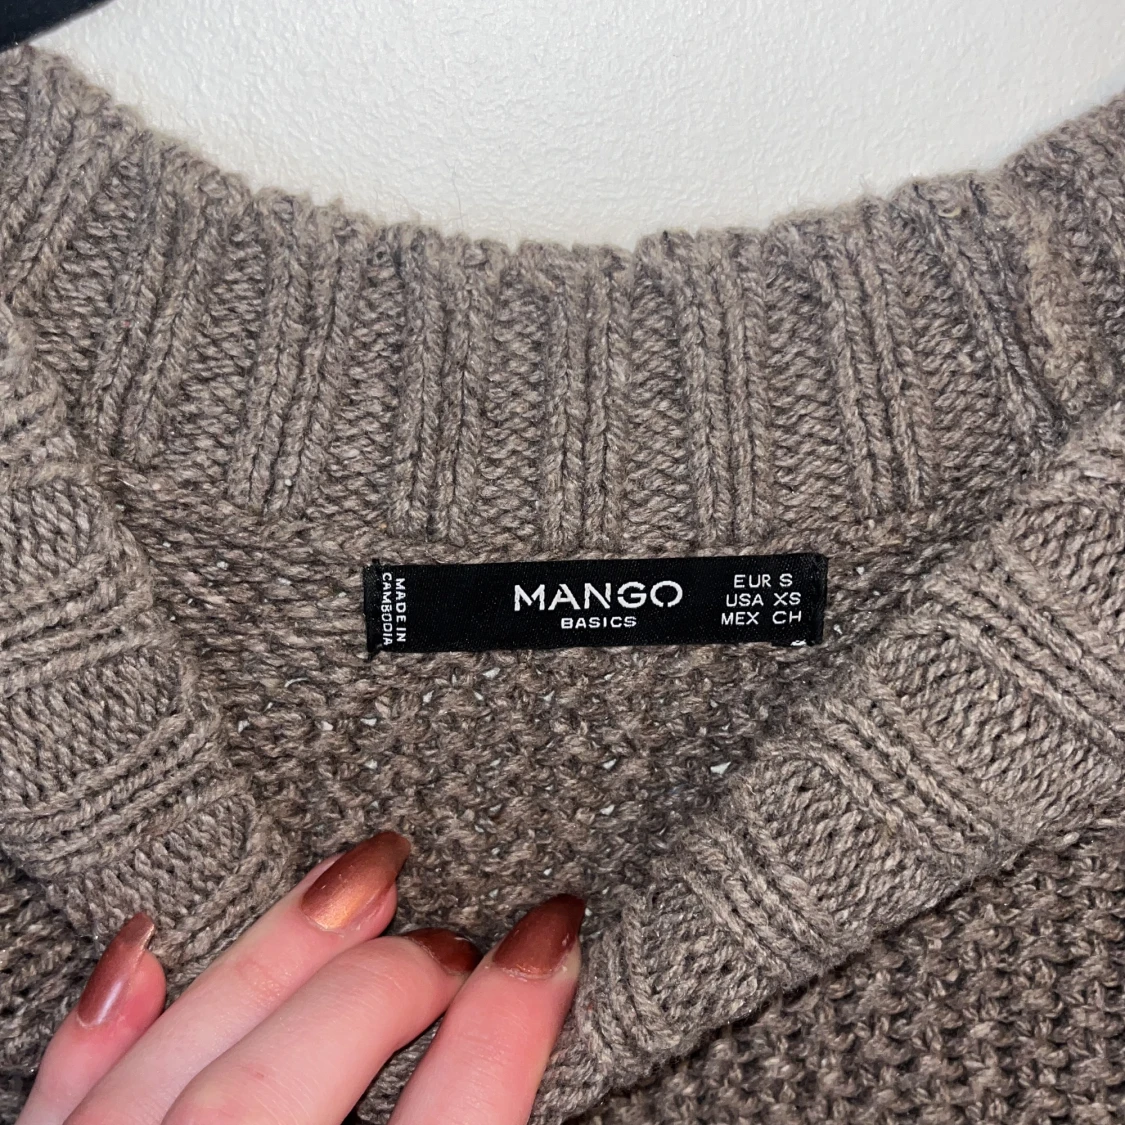 MADE IN
CAMBODIA
MANGO
BASICS
EUR S
USA XS
MEX CH